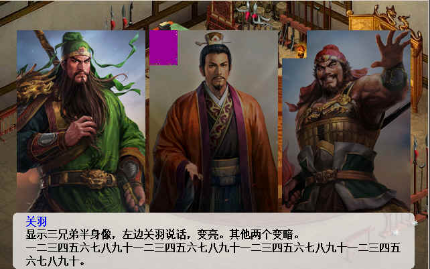 关羽
显示三兄弟半身像，左边关羽说话，变亮。其他两个变暗。
一二三四五六七八九十一二三四五六七八九十一二三四五六七八九十一二三四五
六七八九十。